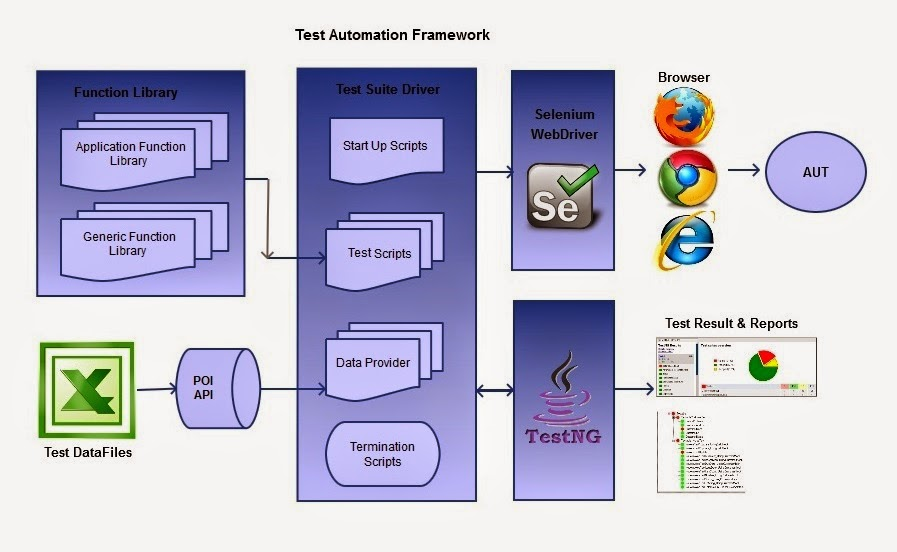 Test Automation Framework
Function Library
Application Function
Library
Generic Function
Library
Test DataFiles
POI
API
Test Suite Driver
Start Up Scripts
Test Scripts
Data Provider
Termination
Scripts
Selenium
WebDriver
Se
TestNG
Browser
AUT
Test Result & Reports